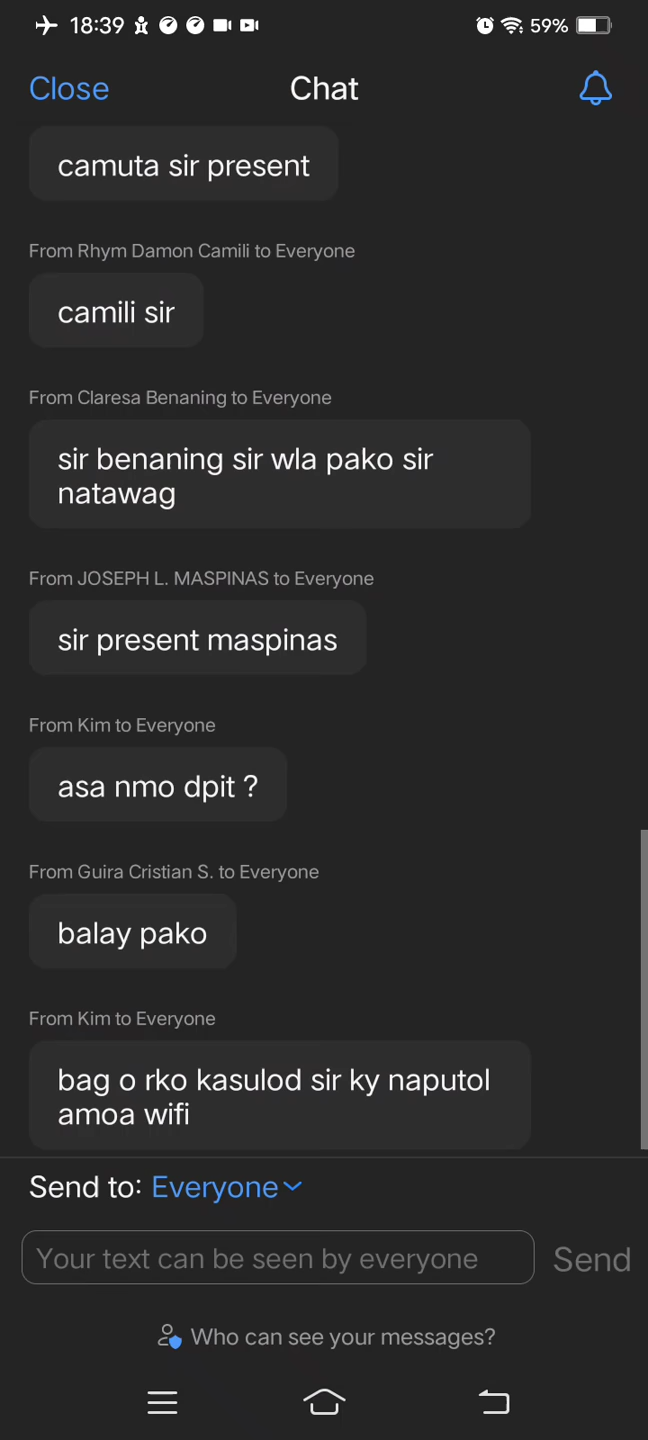 18:39
59%
Close
Chat
camuta sir present
From Rhym Damon Camili to Everyone
camili sir
From Claresa Benaning to Everyone
sir benaning sir wla pako sir
natawag
From JOSEPH L. MASPINAS to Everyone
sir present maspinas
From Kim to Everyone
asa nmo dpit ?
From Guira Cristian S. to Everyone
balay pako
From Kim to Everyone
bag o rko kasulod sir ky naputol
amoa wifi
Send to: Everyone
Your text can be seen by everyone
Send
Who can see your messages?